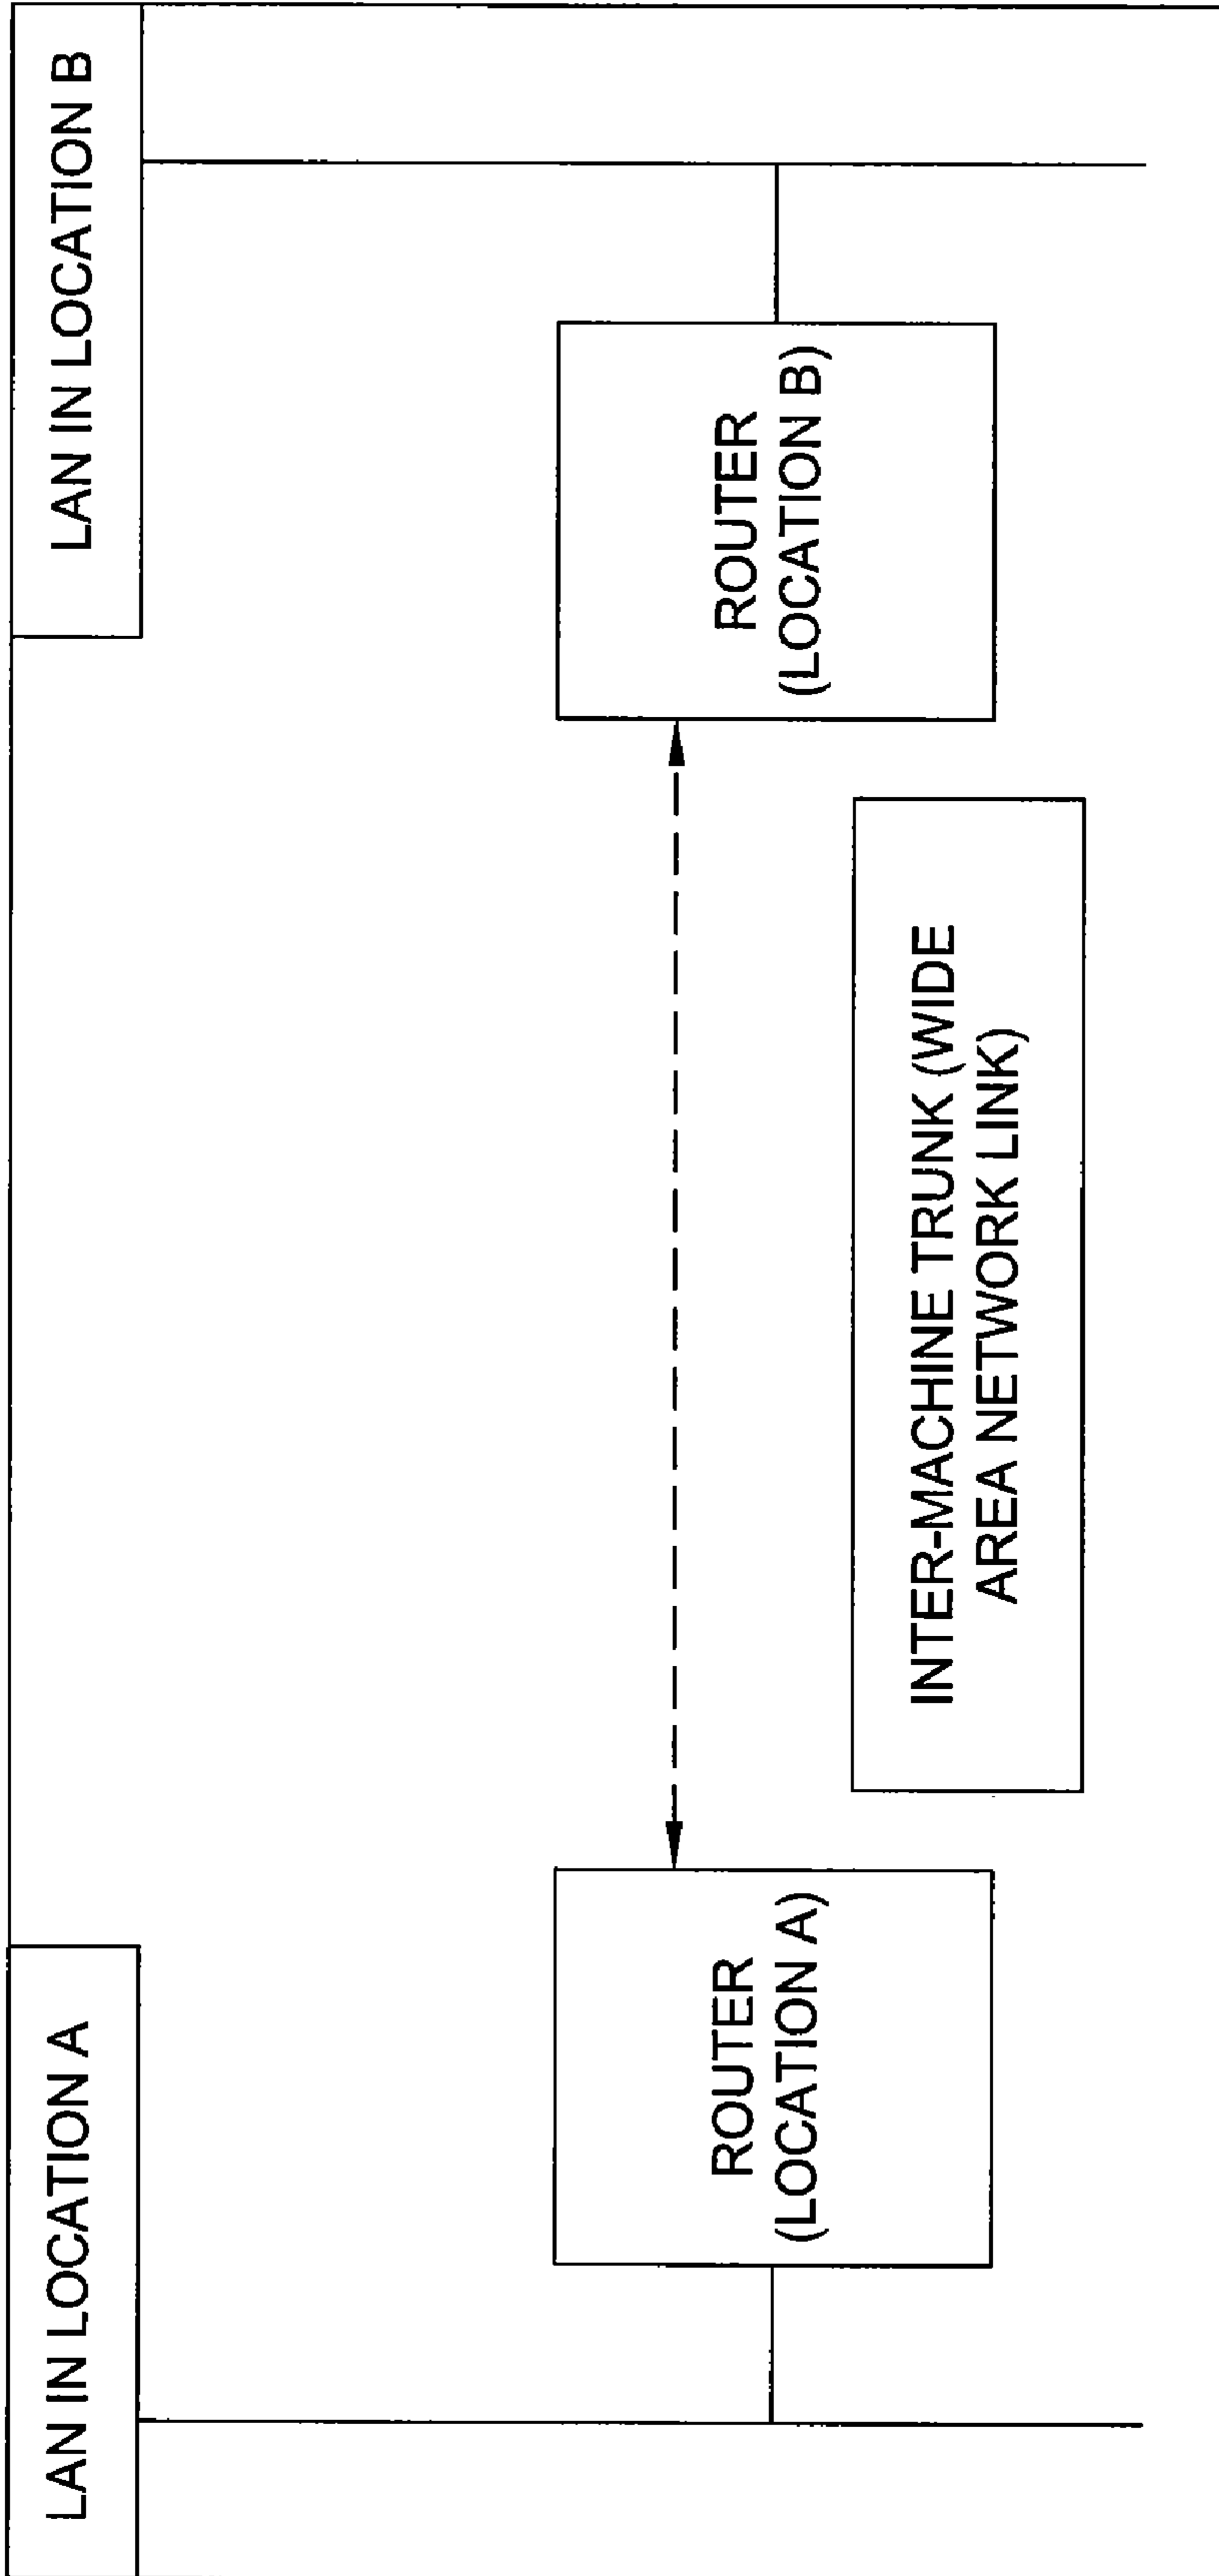 LAN IN LOCATION A
LAN IN LOCATION B
ROUTER
(LOCATION A)
ROUTER
(LOCATION B)
INTER-MACHINE TRUNK (WIDE
AREA NETWORK LINK)